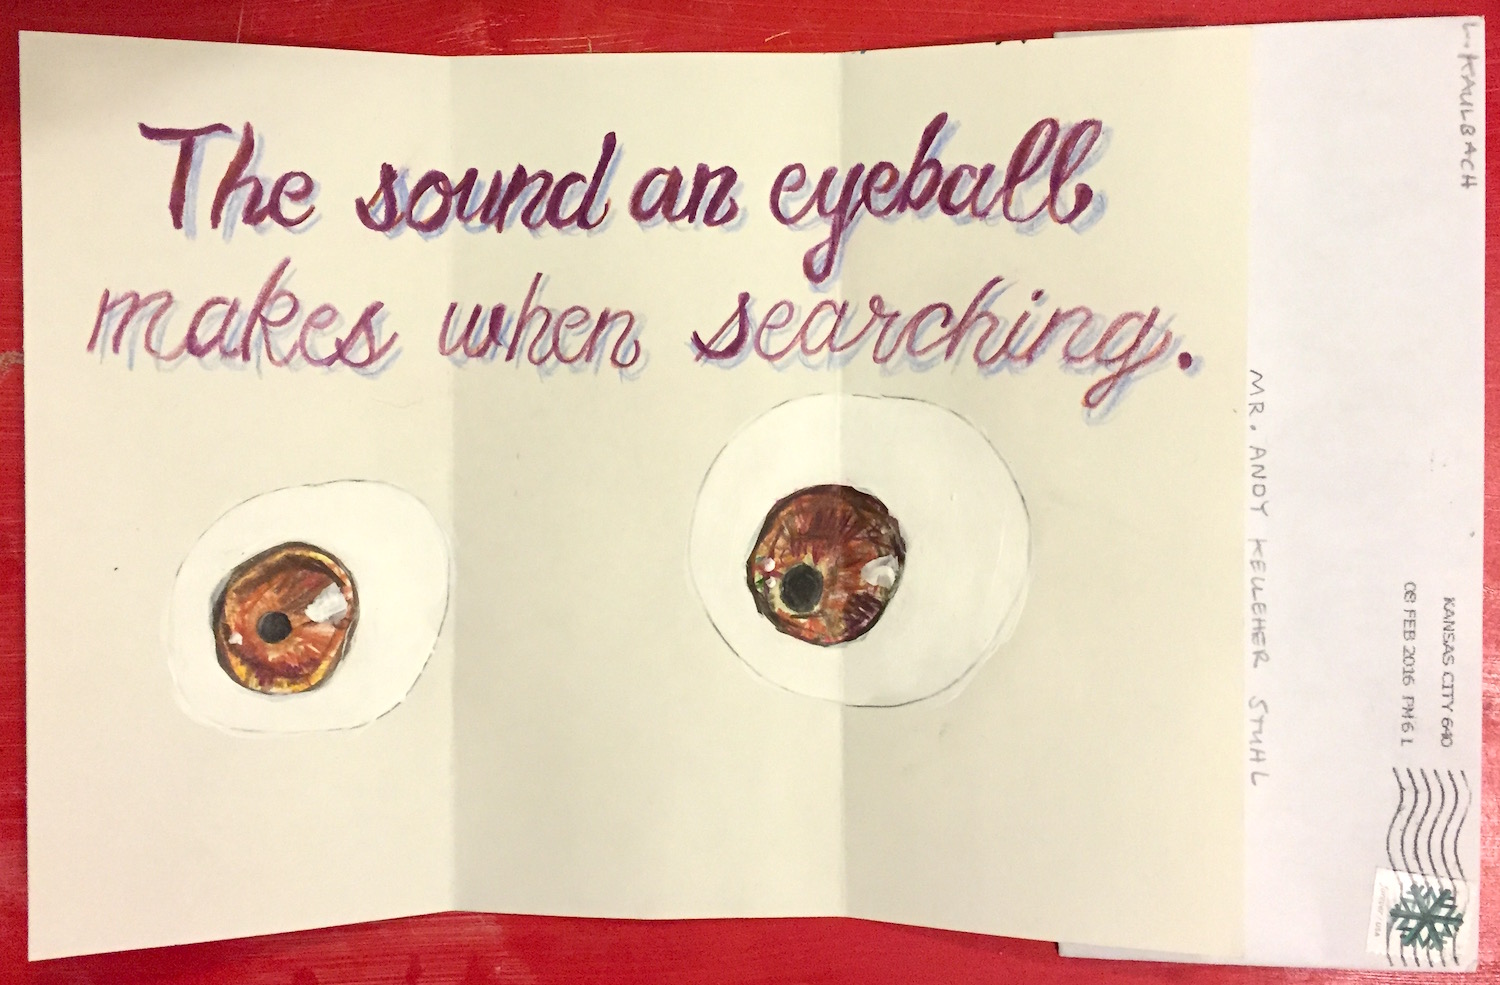 The sound an eyeball
makes when searching.
L. KAULBACH
MR. ANDY KELLEHER STUHL
KANSAS CITY 640
08 FEB 2016 PM 6 L